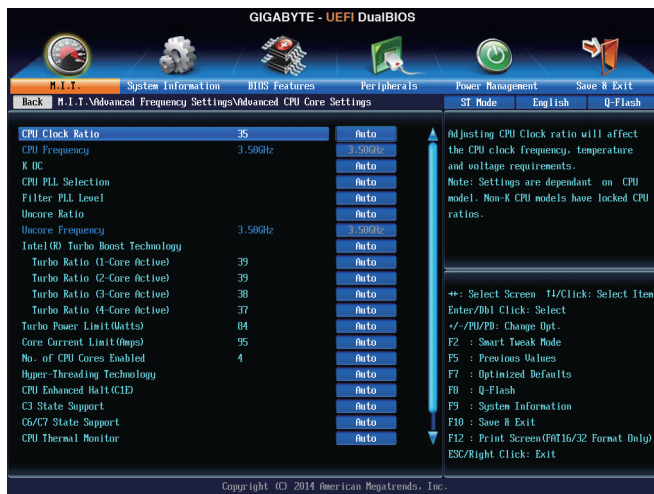 GIGABYTE - UEFI DualBIOS
M.I.T. System Information BIOS Features Peripherals Power Management Save & Exit
Back M.I.T.\Advanced Frequency Settings\Advanced CPU Core Settings ST Mode English Q-Flash
CPU Clock Ratio 35 Auto
CPU Frequency 3.50GHz 3.50GHz
K OC Auto
CPU PLL Selection Auto
Filter PLL Level Auto
Uncore Ratio Auto
Uncore Frequency 3.50GHz 3.50GHz
Intel(R) Turbo Boost Technology Auto
Turbo Ratio (1-Core Active) 39 Auto
Turbo Ratio (2-Core Active) 39 Auto
Turbo Ratio (3-Core Active) 38 Auto
Turbo Ratio (4-Core Active) 37 Auto
Turbo Power Limit(Watts) 84 Auto
Core Current Limit(Amps) 95 Auto
No. of CPU Cores Enabled 4 Auto
Hyper-Threading Technology Auto
CPU Enhanced Halt(C1E) Auto
C3 State Support Auto
C6/C7 State Support Auto
CPU Thermal Monitor Auto
Adjusting CPU Clock ratio will affect
the CPU clock frequency, temperature
and voltage requirements.
Note: Settings are dependant on CPU
model. Non-K CPU models have locked CPU
ratios.
→←: Select Screen ↑↓/Click: Select Item
Enter/Dbl Click: Select
+/-/PU/PD: Change Opt.
F2 : Smart Tweak Mode
F5 : Previous Values
F7 : Optimized Defaults
F8 : Q-Flash
F9 : System Information
F10 : Save & Exit
F12 : Print Screen(FAT16/32 Format Only)
ESC/Right Click: Exit
Copyright (C) 2014 American Megatrends, Inc.